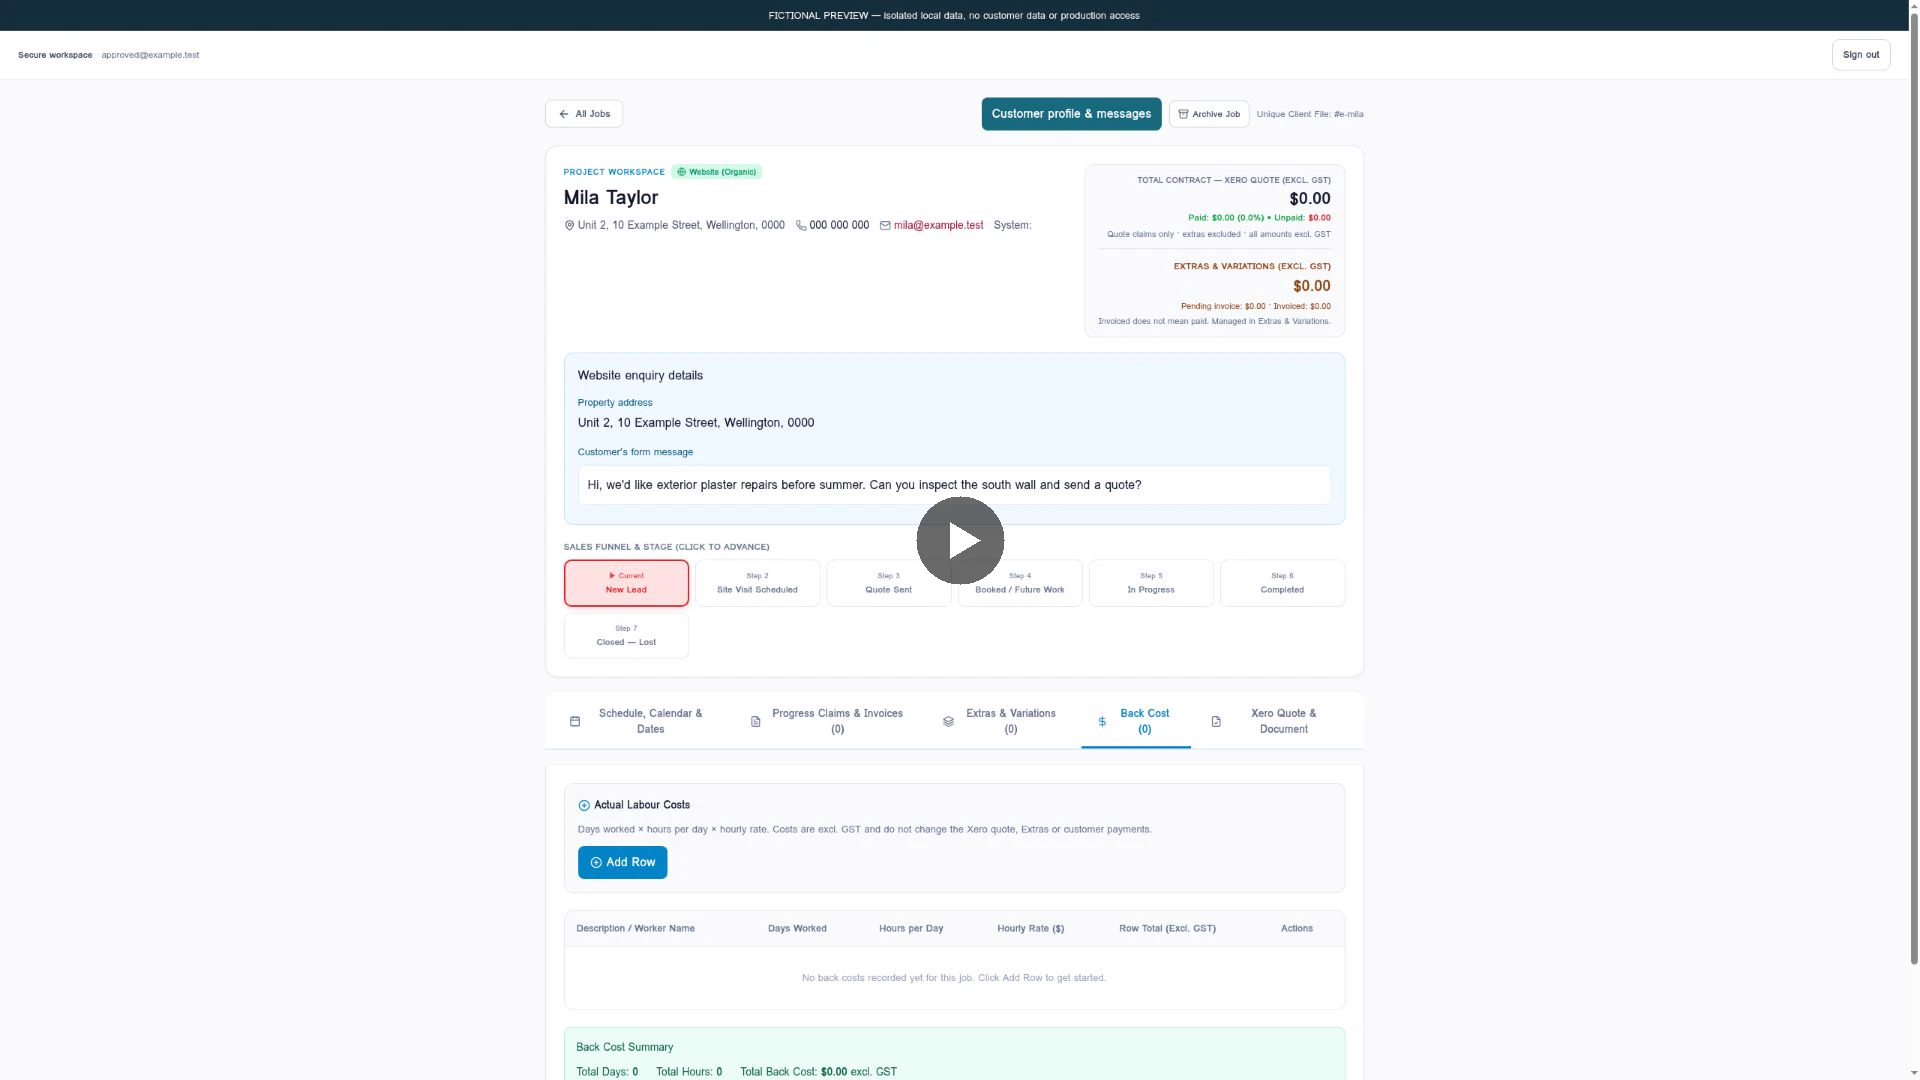 FICTIONAL PREVIEW — isolated local data, no customer data or production access
Secure workspace approved@example.test
Sign out
All Jobs
Customer profile & messages
Archive Job
Unique Client File: #e-mila
PROJECT WORKSPACE
Website (Organic)
Mila Taylor
Unit 2, 10 Example Street, Wellington, 0000 000 000 000 mila@example.test System:
TOTAL CONTRACT — XERO QUOTE (EXCL. GST)
$0.00
Paid: $0.00 (0.0%) • Unpaid: $0.00
Quote claims only · extras excluded · all amounts excl. GST
EXTRAS & VARIATIONS (EXCL. GST)
$0.00
Pending invoice: $0.00 · Invoiced: $0.00
Invoiced does not mean paid. Managed in Extras & Variations.
Website enquiry details
Property address
Unit 2, 10 Example Street, Wellington, 0000
Customer's form message
Hi, we'd like exterior plaster repairs before summer. Can you inspect the south wall and send a quote?
SALES FUNNEL & STAGE (CLICK TO ADVANCE)
▶ Current
New Lead
Step 2
Site Visit Scheduled
Step 3
Quote Sent
Step 4
Booked / Future Work
Step 5
In Progress
Step 6
Completed
Step 7
Closed — Lost
Schedule, Calendar &
Dates
Progress Claims & Invoices
(0)
Extras & Variations
(0)
Back Cost
(0)
Xero Quote &
Document
Actual Labour Costs
Days worked × hours per day × hourly rate. Costs are excl. GST and do not change the Xero quote, Extras or customer payments.
Add Row
Description / Worker Name Days Worked Hours per Day Hourly Rate ($) Row Total (Excl. GST) Actions
No back costs recorded yet for this job. Click Add Row to get started.
Back Cost Summary
Total Days: 0 Total Hours: 0 Total Back Cost: $0.00 excl. GST